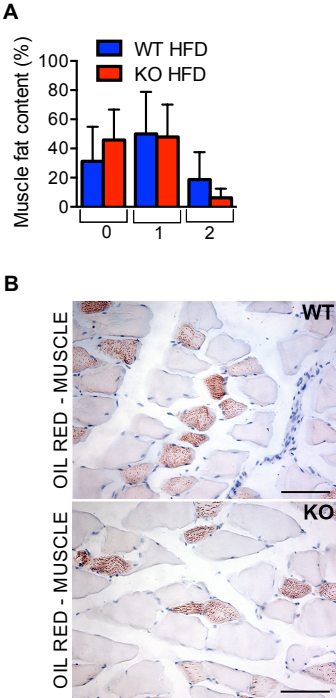 A
WT HFD
KO HFD
Muscle fat content (%)
100
80
60
40
20
0
0 1 2
B
OIL RED - MUSCLE
WT
OIL RED - MUSCLE
KO